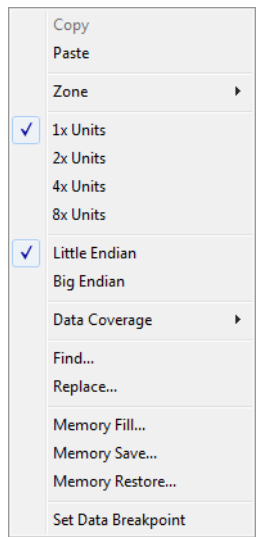 Copy
Paste
Zone
1x Units
2x Units
4x Units
8x Units
Little Endian
Big Endian
Data Coverage
Find...
Replace...
Memory Fill...
Memory Save...
Memory Restore...
Set Data Breakpoint